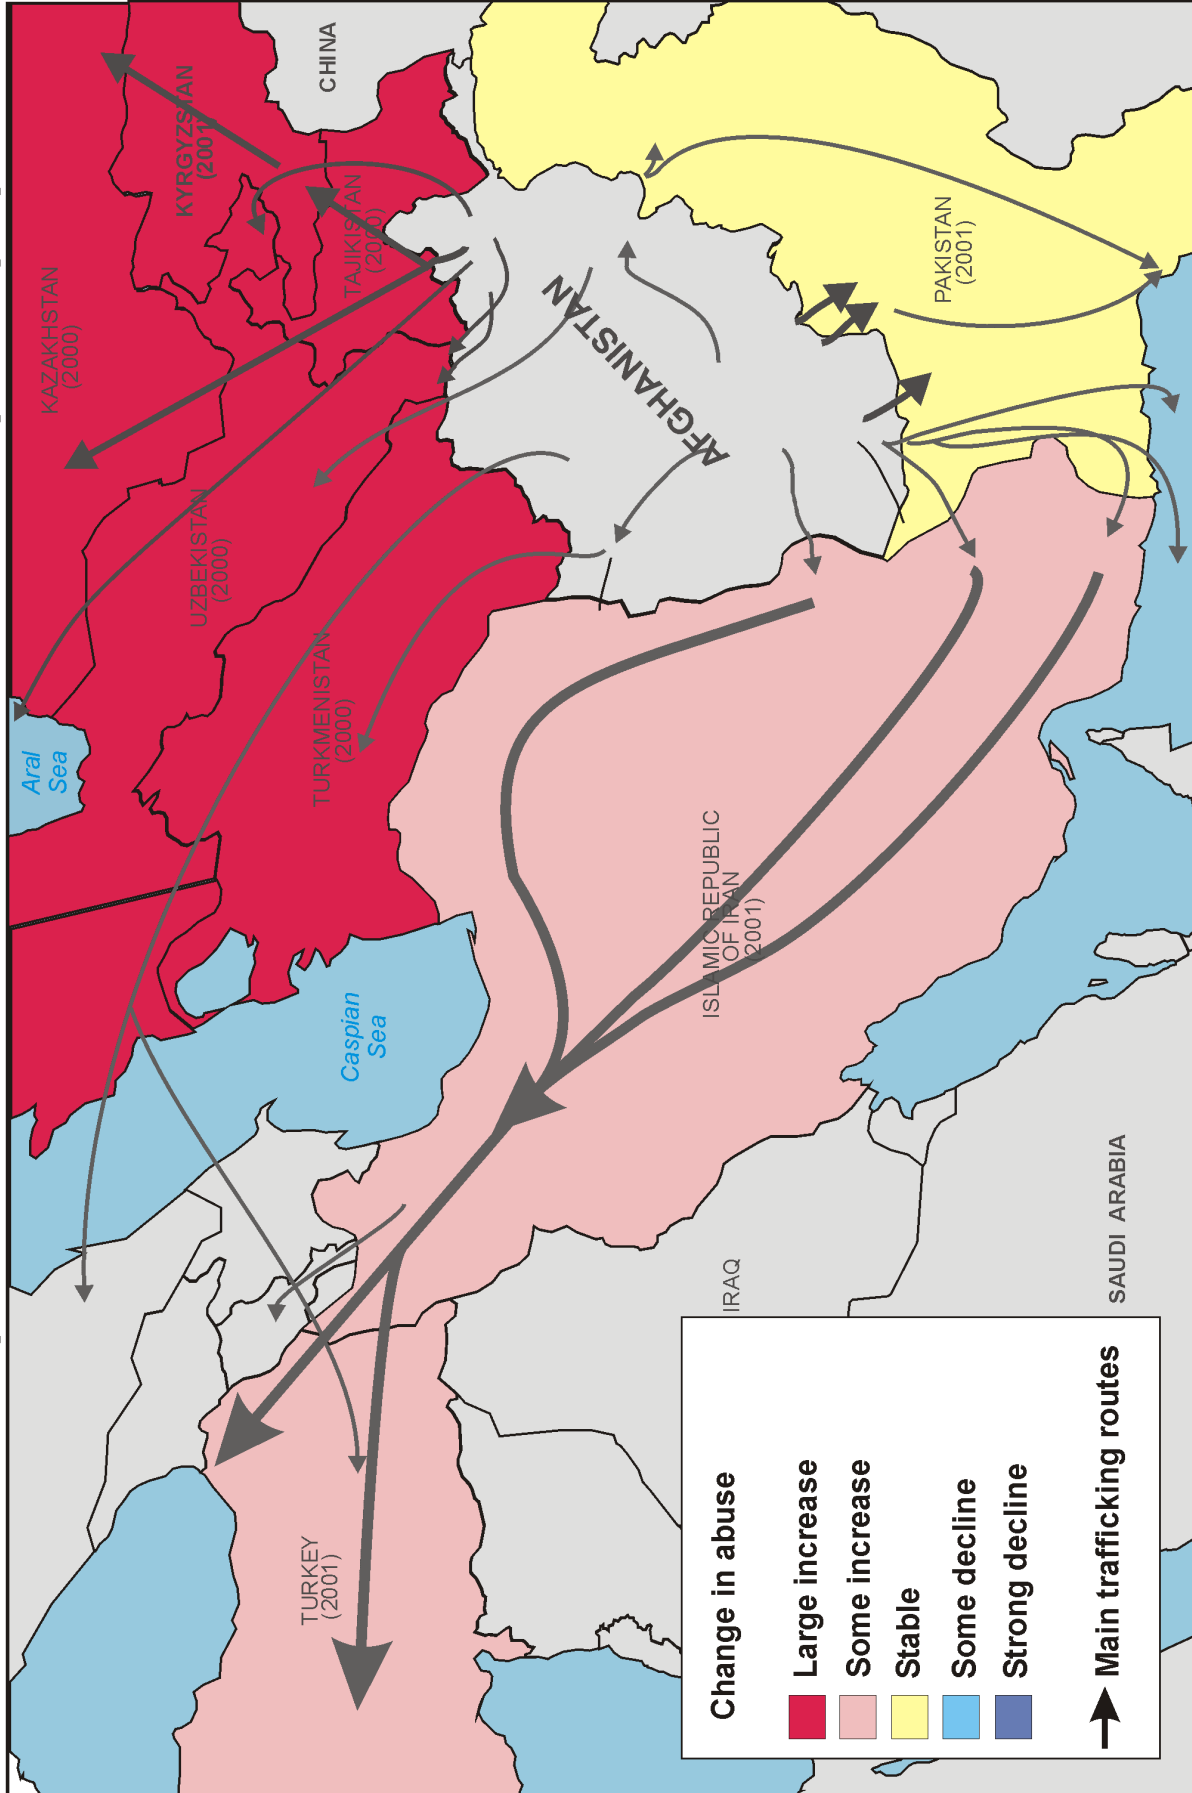 KAZAKHSTAN
(2000)
KYRGYZSTAN
(2001)
CHINA
Aral
Sea
UZBEKISTAN
(2000)
TAJIKISTAN
(2000)
TURKMENISTAN
(2000)
Caspian
Sea
AFGHANISTAN
TURKEY
(2001)
ISLAMIC REPUBLIC
OF IRAN
(2001)
PAKISTAN
(2001)
IRAQ
SAUDI ARABIA
Change in abuse
Large increase
Some increase
Stable
Some decline
Strong decline
Main trafficking routes